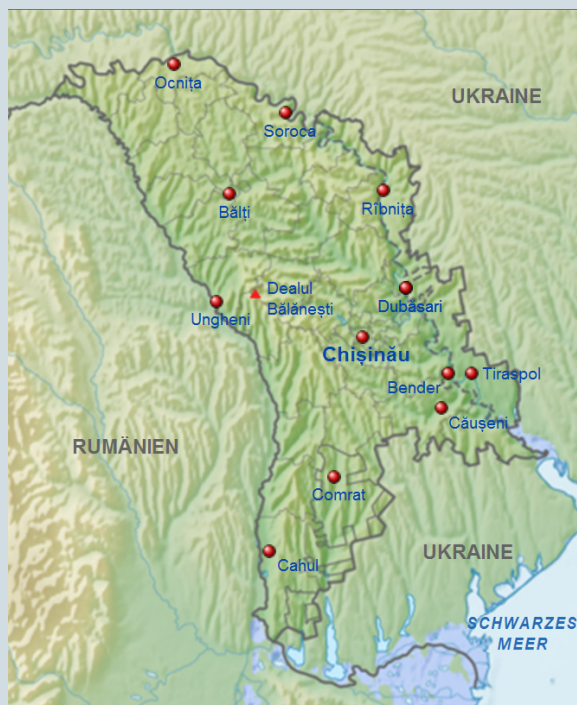 Ocnița
UKRAINE
Soroca
Bălți
Rîbnița
Dealul
Bălănești
Ungheni
Dubăsari
Chișinău
Bender
Tiraspol
Căușeni
RUMÄNIEN
Comrat
UKRAINE
Cahul
SCHWARZES
MEER